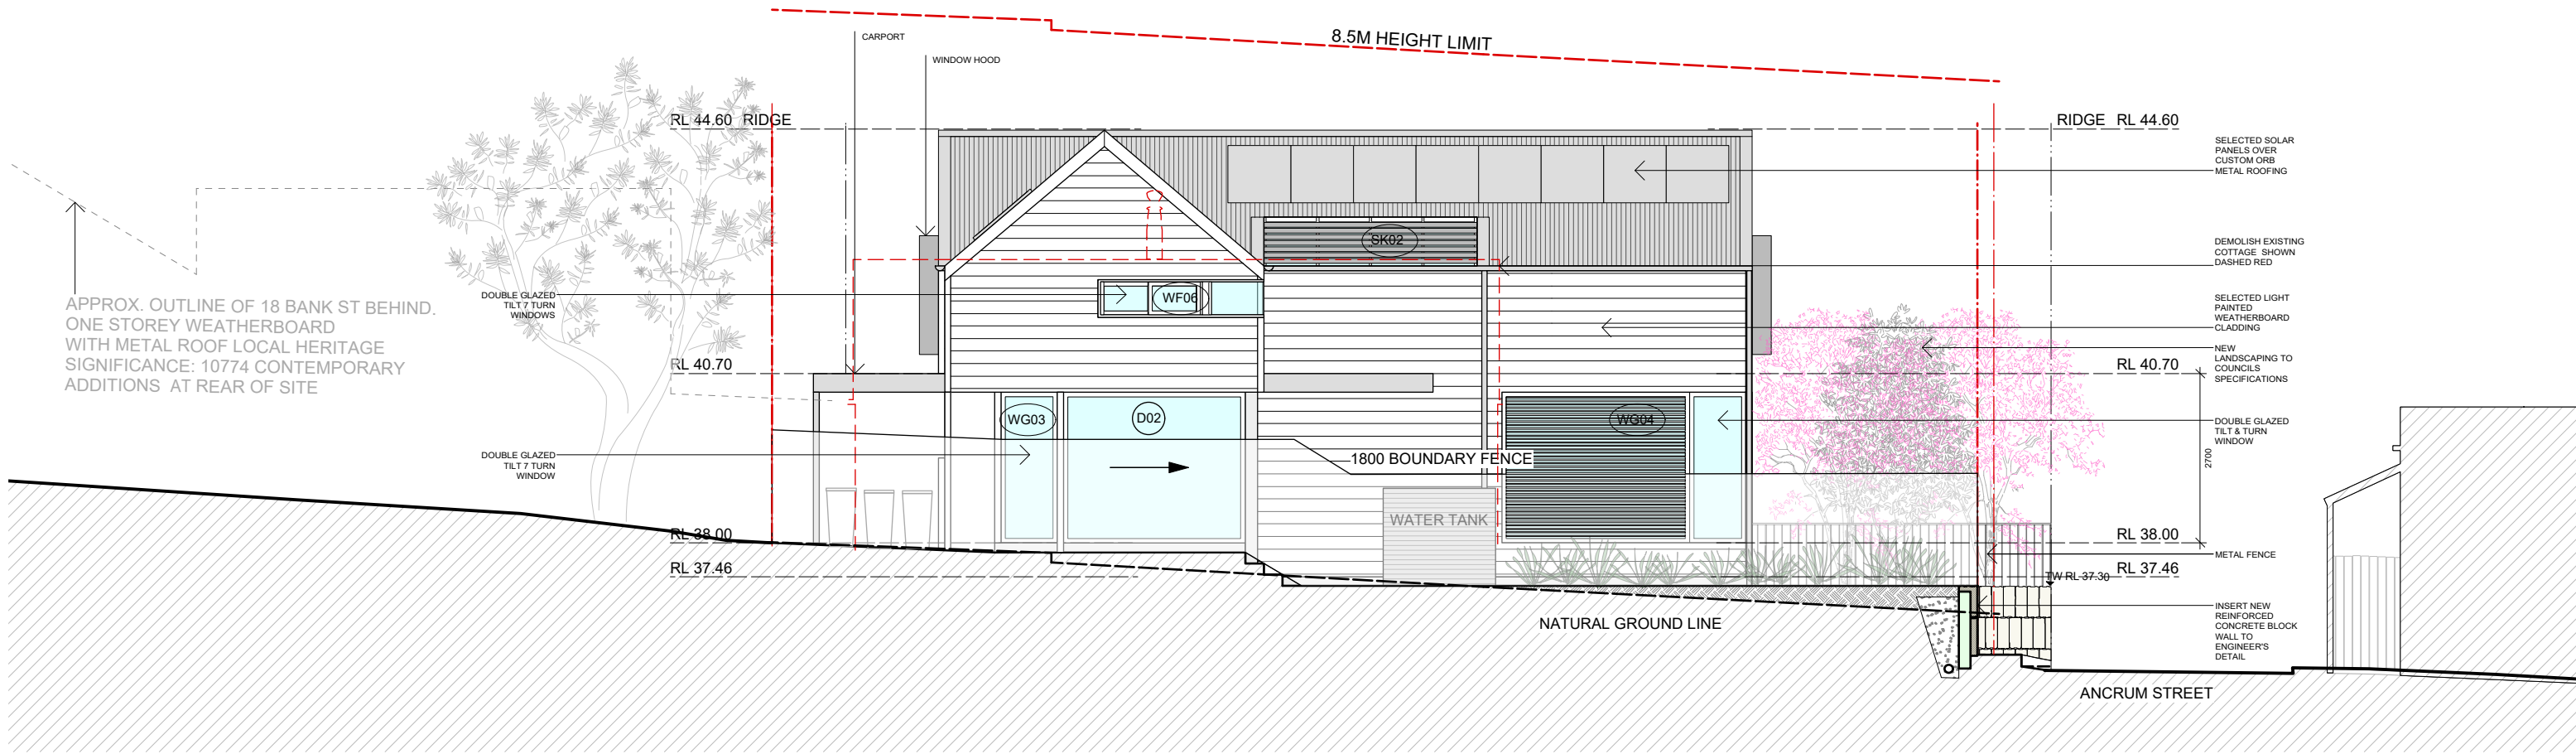 8.5M HEIGHT LIMIT
CARPORT
WINDOW HOOD
RL 44.60 RIDGE
RIDGE RL 44.60
SELECTED SOLAR
PANELS OVER
CUSTOM ORB
METAL ROOFING
SK02
DEMOLISH EXISTING
COTTAGE SHOWN
DASHED RED
APPROX. OUTLINE OF 18 BANK ST BEHIND.
ONE STOREY WEATHERBOARD
WITH METAL ROOF LOCAL HERITAGE
SIGNIFICANCE: 10774 CONTEMPORARY
ADDITIONS AT REAR OF SITE
DOUBLE GLAZED
TILT 7 TURN
WINDOWS
WF06
SELECTED LIGHT
PAINTED
WEATHERBOARD
CLADDING
NEW
LANDSCAPING TO
COUNCILS
SPECIFICATIONS
RL 40.70
RL 40.70
WG03
D02
WG04
DOUBLE GLAZED
TILT & TURN
WINDOW
DOUBLE GLAZED
TILT 7 TURN
WINDOW
1800 BOUNDARY FENCE
2700
WATER TANK
RL 38.00
RL 38.00
METAL FENCE
RL 37.46
RL 37.46
TW RL 37.30
INSERT NEW
REINFORCED
CONCRETE BLOCK
WALL TO
ENGINEER'S
DETAIL
NATURAL GROUND LINE
ANCRUM STREET